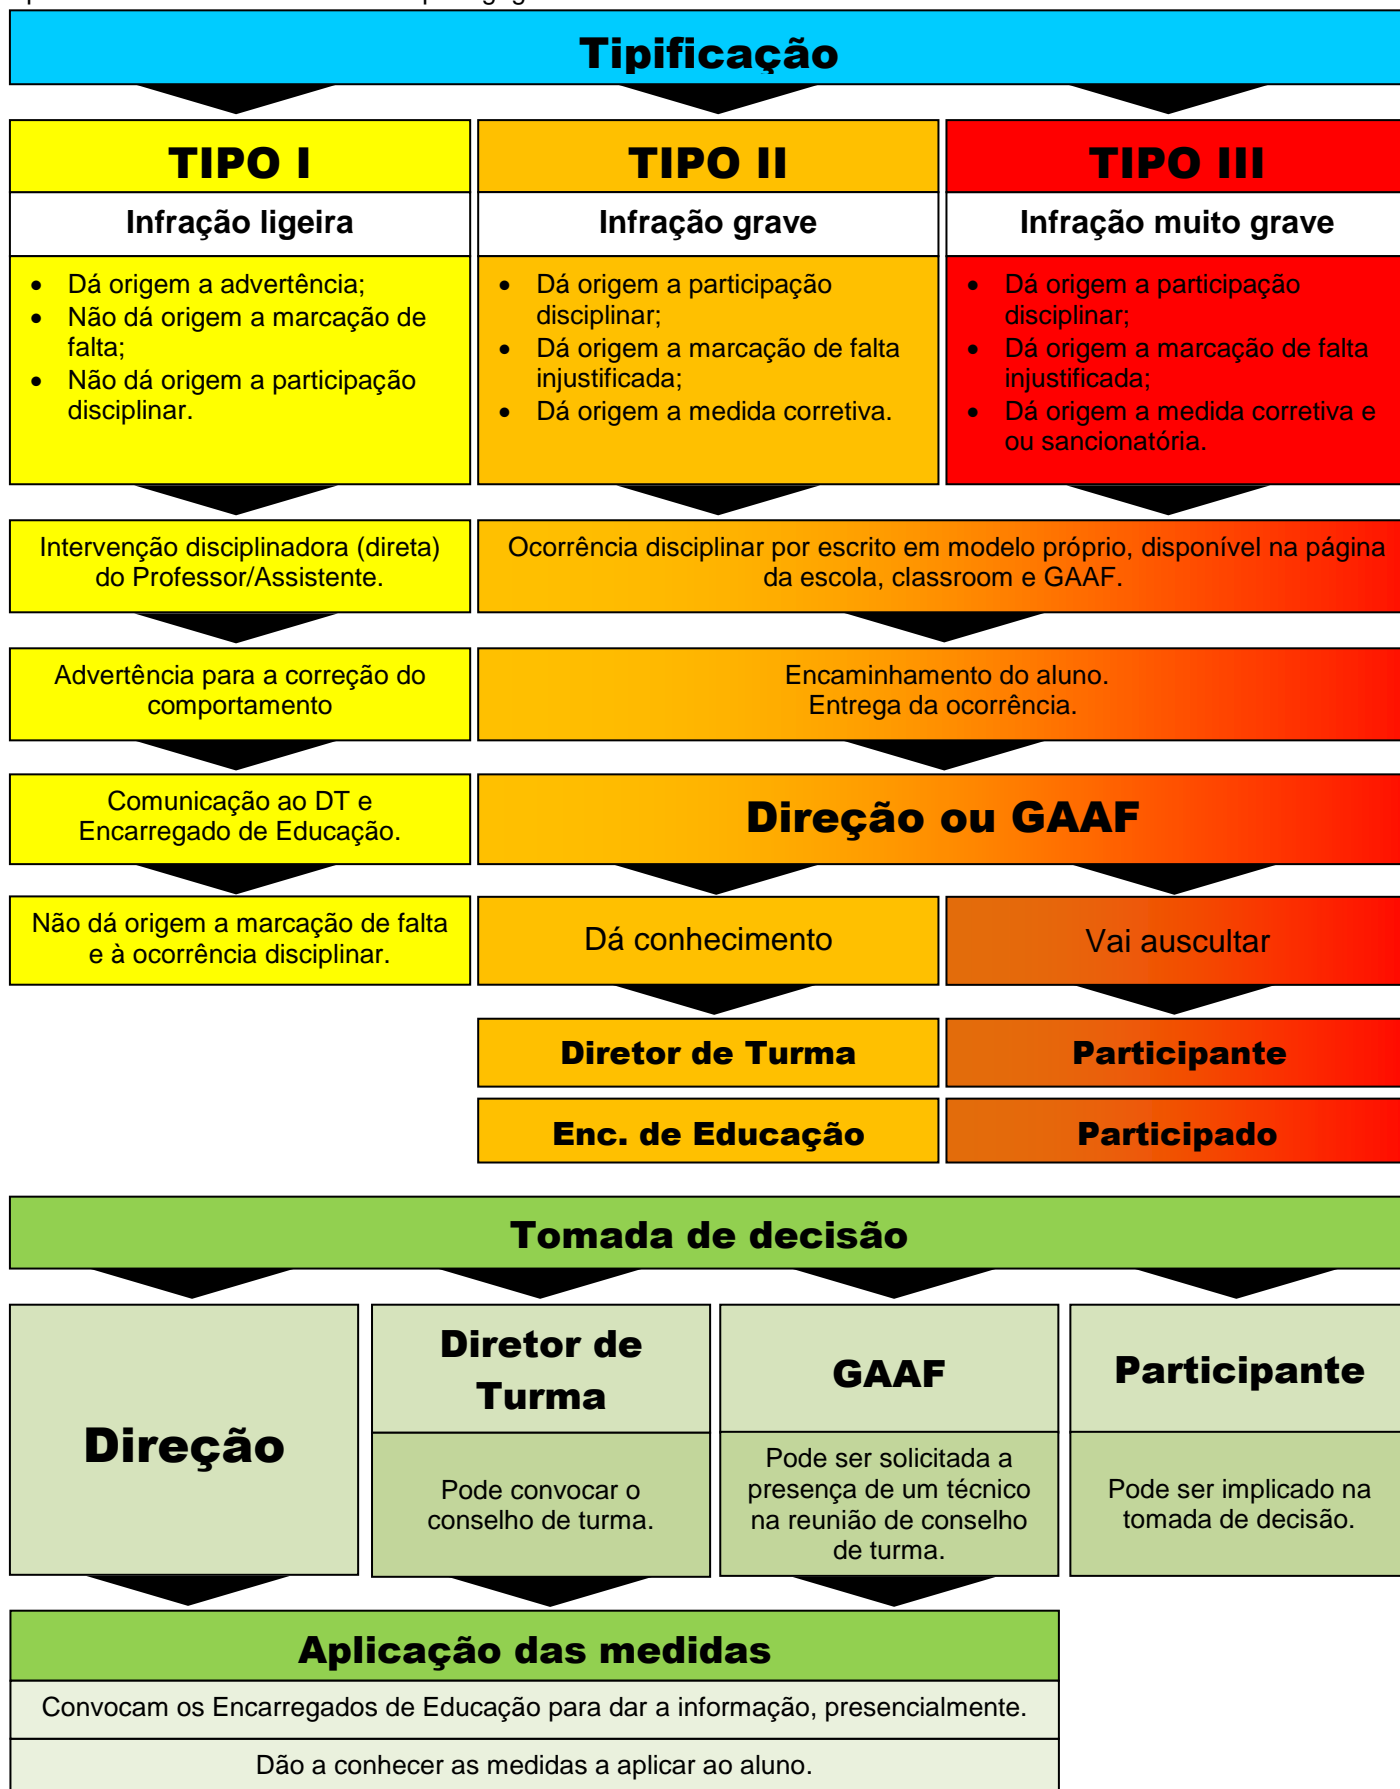 Tipificação
TIPO I
Infração ligeira
• Dá origem a advertência;
• Não dá origem a marcação de
falta;
• Não dá origem a participação
disciplinar.
TIPO II
Infração grave
• Dá origem a participação
disciplinar;
• Dá origem a marcação de falta
injustificada;
• Dá origem a medida corretiva.
TIPO III
Infração muito grave
• Dá origem a participação
disciplinar;
• Dá origem a marcação de falta
injustificada;
• Dá origem a medida corretiva e
ou sancionatória.
Intervenção disciplinadora (direta)
do Professor/Assistente.
Ocorrência disciplinar por escrito em modelo próprio, disponível na página
da escola, classroom e GAAF.
Advertência para a correção do
comportamento
Encaminhamento do aluno.
Entrega da ocorrência.
Comunicação ao DT e
Encarregado de Educação.
Direção ou GAAF
Não dá origem a marcação de falta
e à ocorrência disciplinar.
Dá conhecimento
Vai auscultar
Diretor de Turma
Participante
Enc. de Educação
Participado
Tomada de decisão
Direção
Diretor de
Turma
Pode convocar o
conselho de turma.
GAAF
Pode ser solicitada a
presença de um técnico
na reunião de conselho
de turma.
Participante
Pode ser implicado na
tomada de decisão.
Aplicação das medidas
Convocam os Encarregados de Educação para dar a informação, presencialmente.
Dão a conhecer as medidas a aplicar ao aluno.